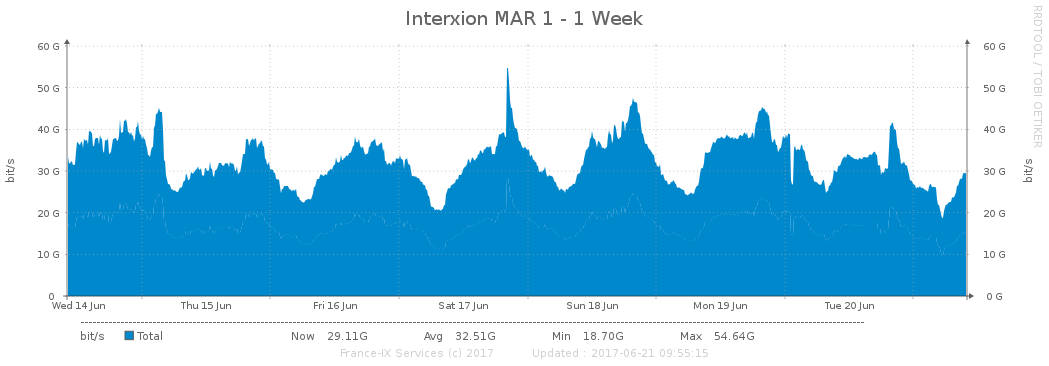 Interxion MAR 1 - 1 Week
RRDTOOL / TOBI OETIKER
60 G 60 G
50 G 50 G
40 G 40 G
30 G 30 G
20 G 20 G
10 G 10 G
0 0 G
bit/s
bit/s
Wed 14 Jun Thu 15 Jun Fri 16 Jun Sat 17 Jun Sun 18 Jun Mon 19 Jun Tue 20 Jun
bit/s Total Now 29.11G Avg 32.51G Min 18.70G Max 54.64G
France-IX Services (c) 2017 Updated : 2017-06-21 09:55:15